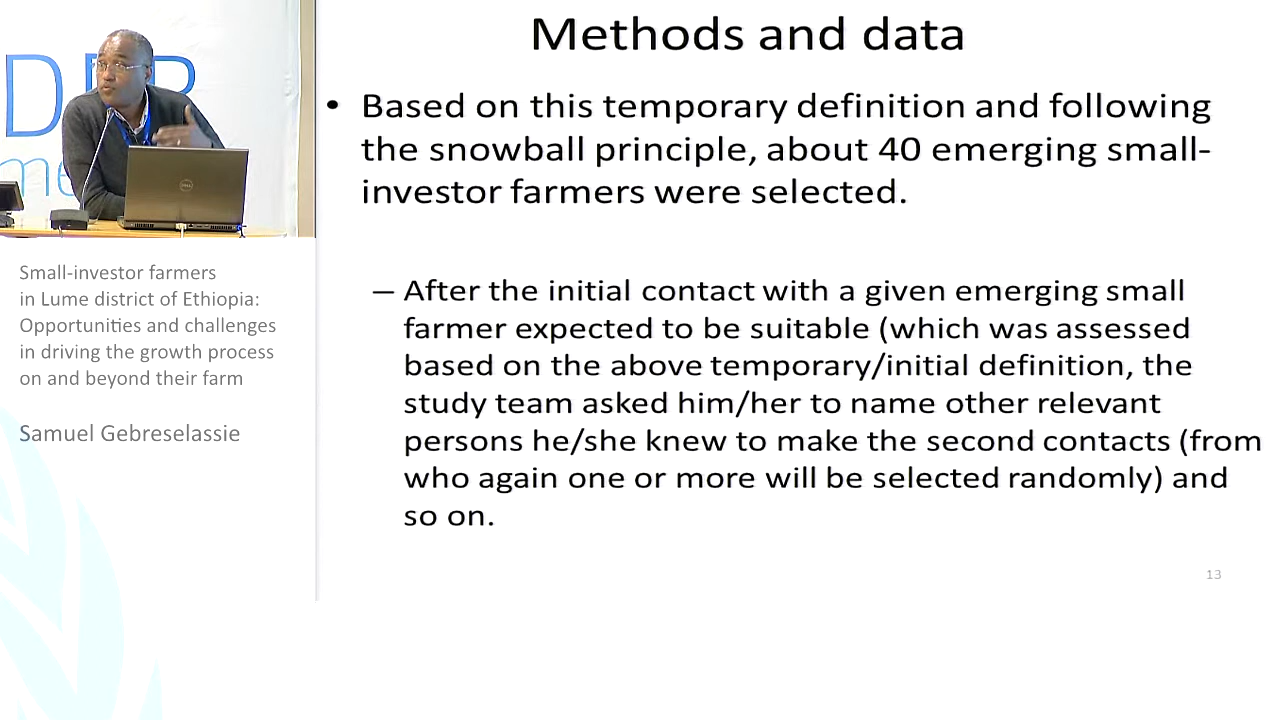 Methods and data
• Based on this temporary definition and following
the snowball principle, about 40 emerging small-
investor farmers were selected.
– After the initial contact with a given emerging small
farmer expected to be suitable (which was assessed
based on the above temporary/initial definition, the
study team asked him/her to name other relevant
persons he/she knew to make the second contacts (from
who again one or more will be selected randomly) and
so on.
13
Small-investor farmers
in Lume district of Ethiopia:
Opportunities and challenges
in driving the growth process
on and beyond their farm
Samuel Gebreselassie
DELL